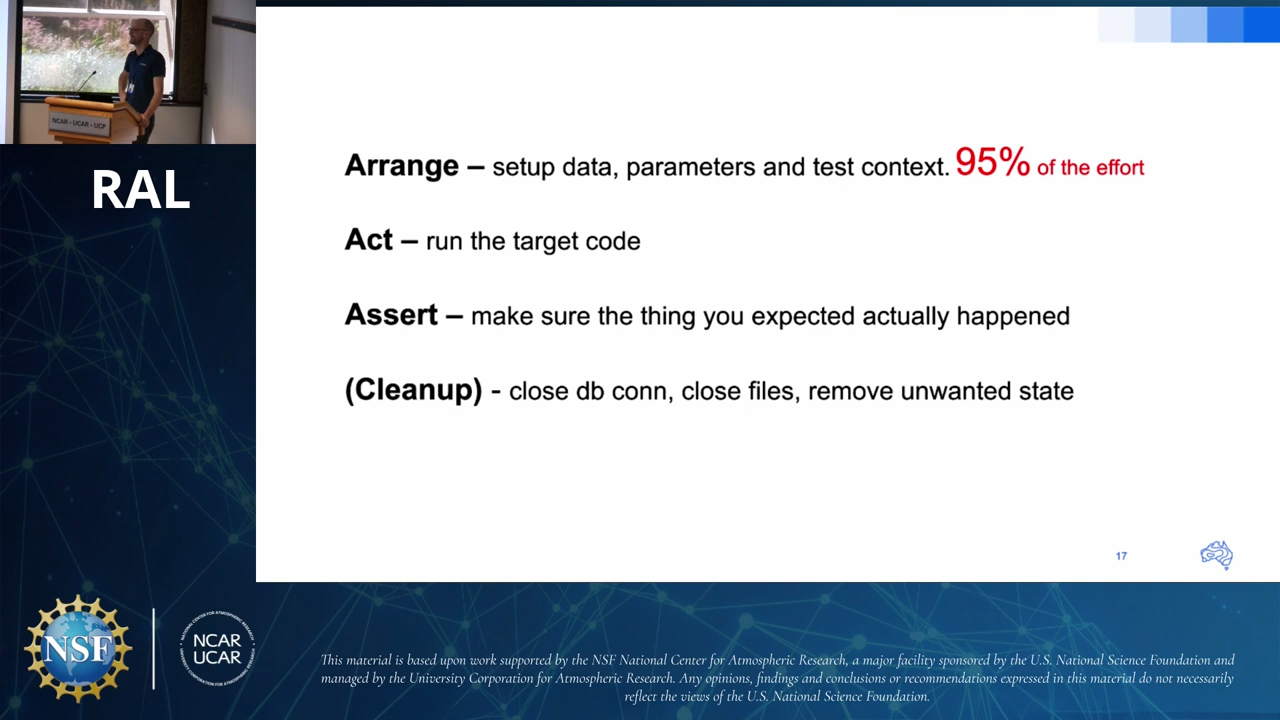 NCAR • UCAR • UCP
RAL
Arrange – setup data, parameters and test context. 95% of the effort
Act – run the target code
Assert – make sure the thing you expected actually happened
(Cleanup) - close db conn, close files, remove unwanted state
17
NSF
NCAR
UCAR
This material is based upon work supported by the NSF National Center for Atmospheric Research, a major facility sponsored by the U.S. National Science Foundation and
managed by the University Corporation for Atmospheric Research. Any opinions, findings and conclusions or recommendations expressed in this material do not necessarily
reflect the views of the U.S. National Science Foundation.